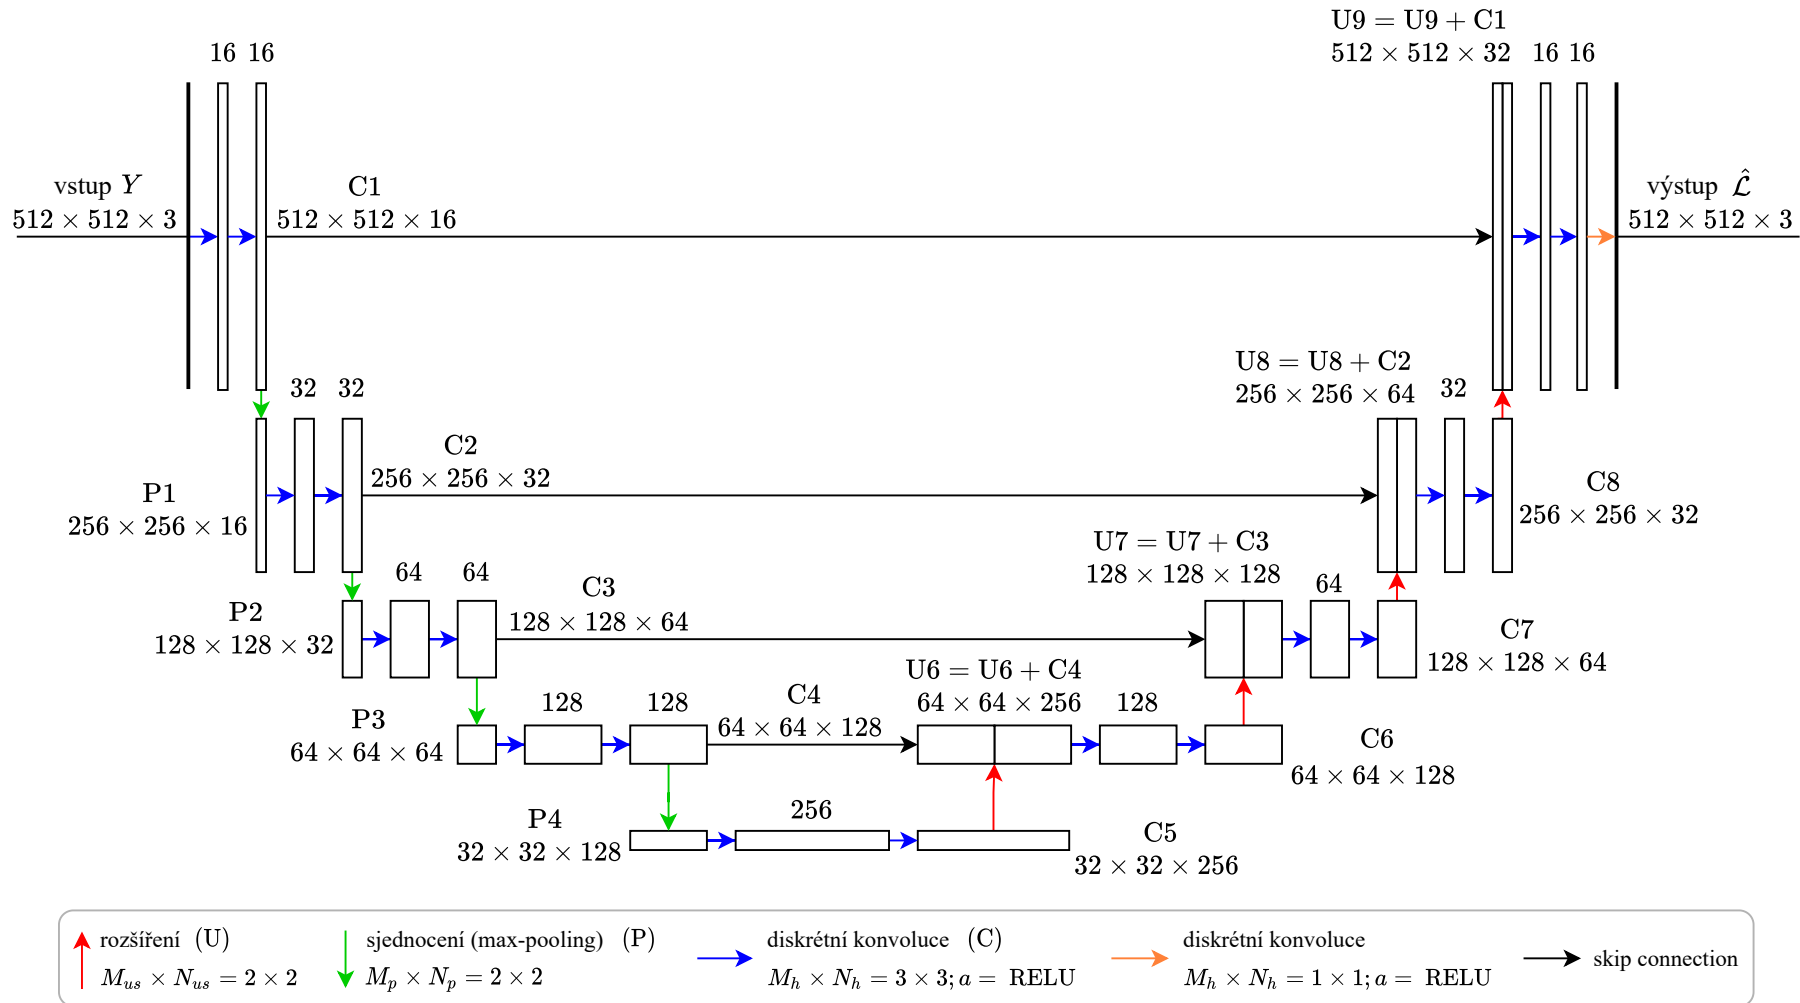 U9 = U9 + C1
512 × 512 × 32
16 16
16 16
vstup Y
512 × 512 × 3
C1
512 × 512 × 16
výstup 𝓛̂
512 × 512 × 3
U8 = U8 + C2
256 × 256 × 64
32
32 32
C2
256 × 256 × 32
P1
256 × 256 × 16
C8
256 × 256 × 32
U7 = U7 + C3
128 × 128 × 128
64
64 64
C3
128 × 128 × 64
P2
128 × 128 × 32
C7
128 × 128 × 64
U6 = U6 + C4
64 × 64 × 256
128
128 128
C4
64 × 64 × 128
P3
64 × 64 × 64
C6
64 × 64 × 128
256
P4
32 × 32 × 128
C5
32 × 32 × 256
rozšíření (U)
M_us × N_us = 2 × 2
sjednocení (max-pooling) (P)
M_p × N_p = 2 × 2
diskrétní konvoluce (C)
M_h × N_h = 3 × 3; a = RELU
diskrétní konvoluce
M_h × N_h = 1 × 1; a = RELU
skip connection